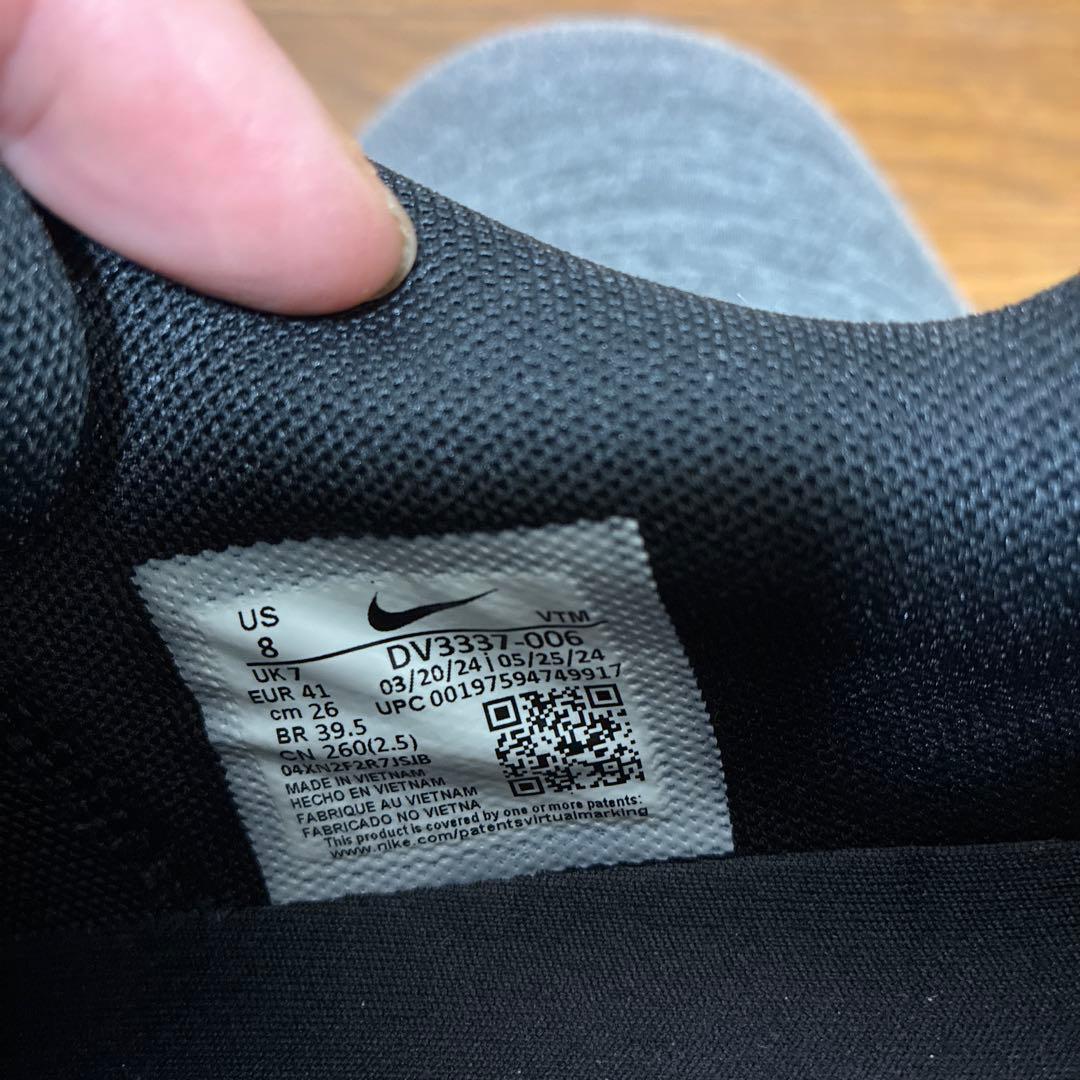 US
8
VTM
DV3337-006
03/20/24 | 05/25/24
UPC 00197594749917
UK 7
EUR 41
cm 26
BR 39.5
CN 260(2.5)
04XN2F2R7JSJB
MADE IN VIETNAM
HECHO EN VIETNAM
FABRIQUE AU VIETNAM
FABRICADO NO VIETNA
This product is covered by one or more patents:
www.nike.com/patentsvirtualmarking